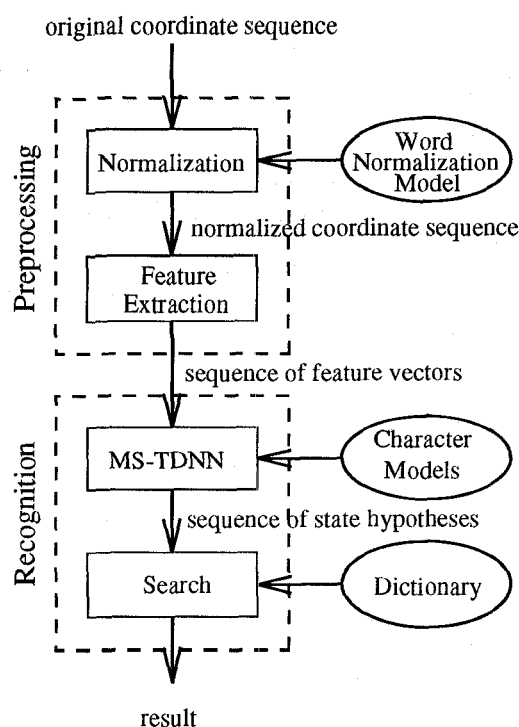 original coordinate sequence
Preprocessing
Normalization
Word
Normalization
Model
normalized coordinate sequence
Feature
Extraction
sequence of feature vectors
Recognition
MS-TDNN
Character
Models
sequence of state hypotheses
Search
Dictionary
result